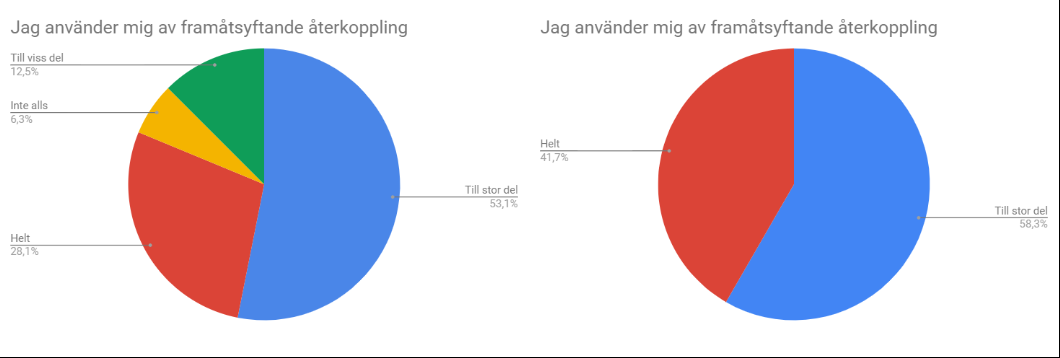 Jag använder mig av framåtsyftande återkoppling
Till viss del
12,5%
Inte alls
6,3%
Till stor del
53,1%
Helt
28,1%
Jag använder mig av framåtsyftande återkoppling
Helt
41,7%
Till stor del
58,3%